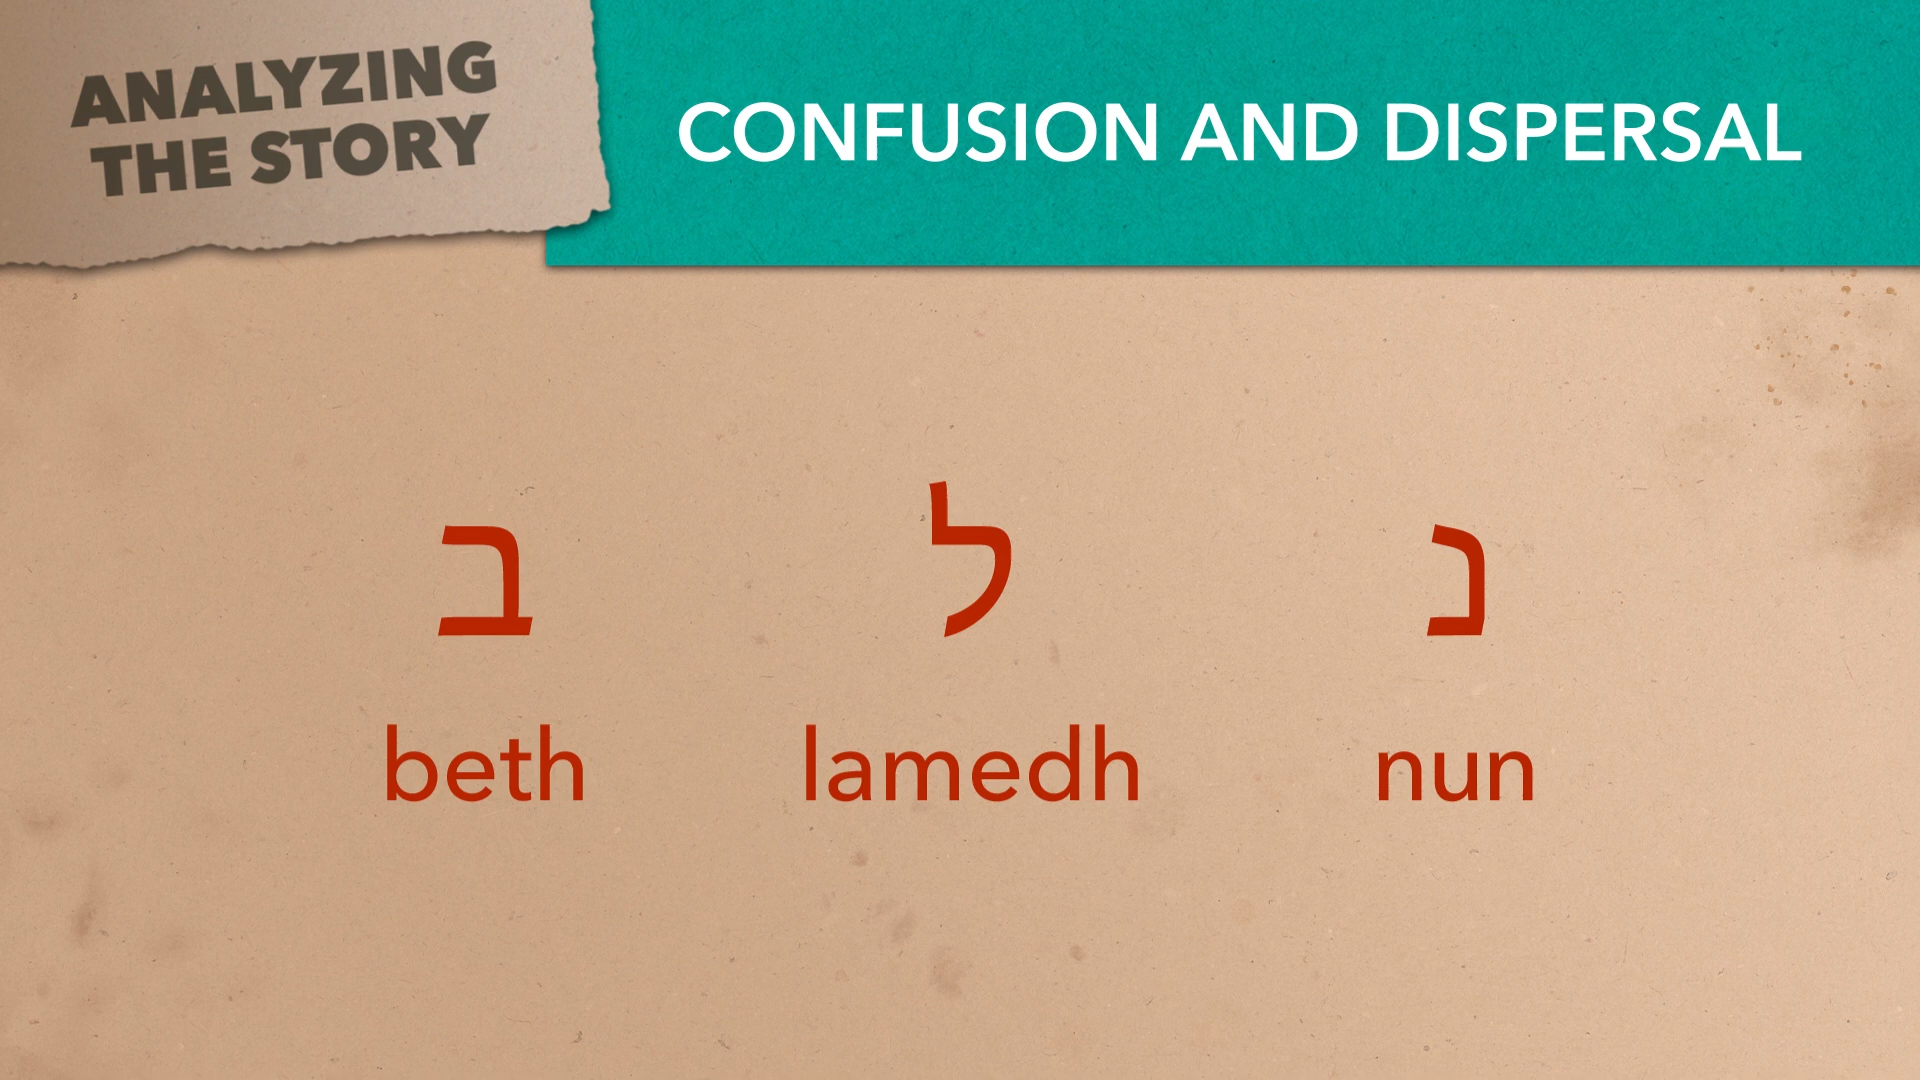 ANALYZING
THE STORY
CONFUSION AND DISPERSAL
ב ל נ
beth lamedh nun